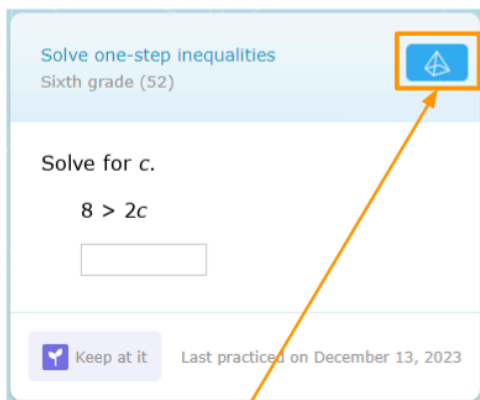 Solve one-step inequalities
Sixth grade (52)
Solve for c.
8 > 2c
Keep at it
Last practiced on December 13, 2023